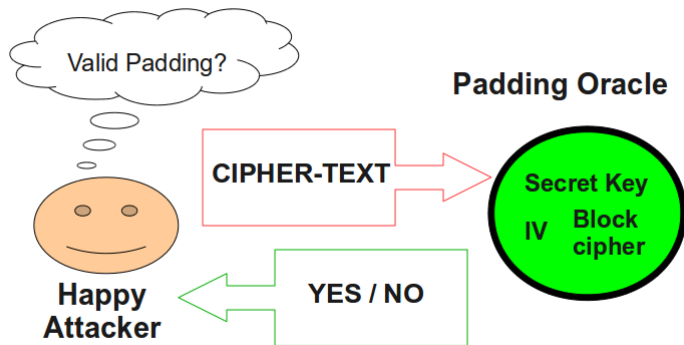 Valid Padding?
Padding Oracle
CIPHER-TEXT
Secret Key
IV Block
cipher
YES / NO
Happy
Attacker